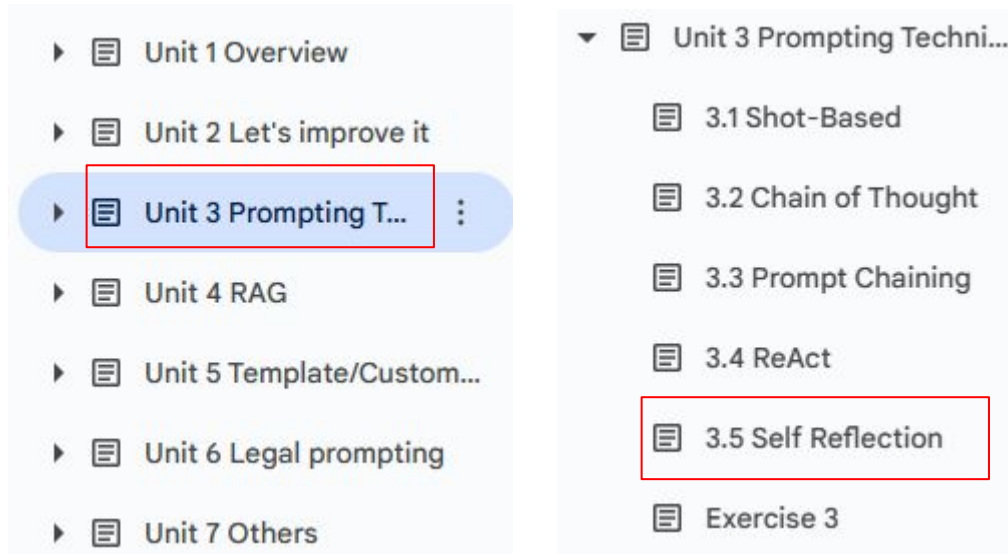 Unit 1 Overview
Unit 2 Let's improve it
Unit 3 Prompting T...
Unit 4 RAG
Unit 5 Template/Custom...
Unit 6 Legal prompting
Unit 7 Others
Unit 3 Prompting Techni...
3.1 Shot-Based
3.2 Chain of Thought
3.3 Prompt Chaining
3.4 ReAct
3.5 Self Reflection
Exercise 3